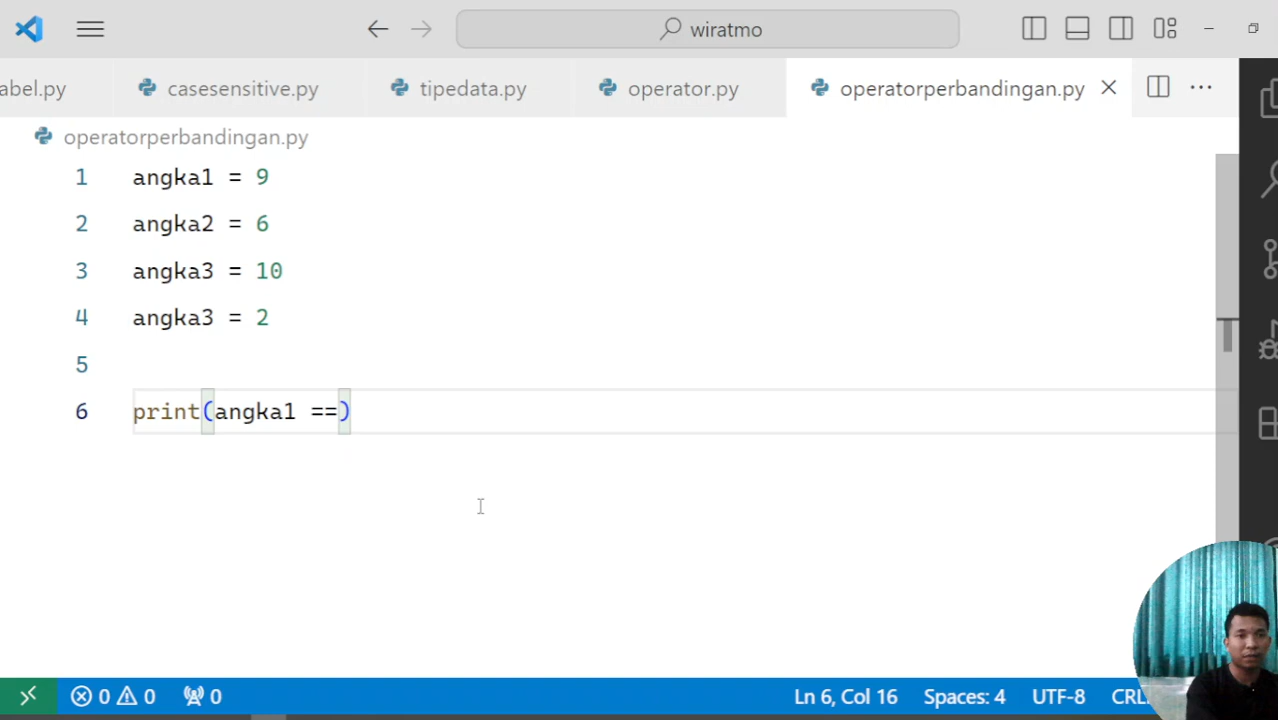 wiratmo
abel.py casesensitive.py tipedata.py operator.py operatorperbandingan.py
operatorperbandingan.py
1 angka1 = 9
2 angka2 = 6
3 angka3 = 10
4 angka3 = 2
5
6 print(angka1 ==)
0 0 0 Ln 6, Col 16 Spaces: 4 UTF-8 CRL